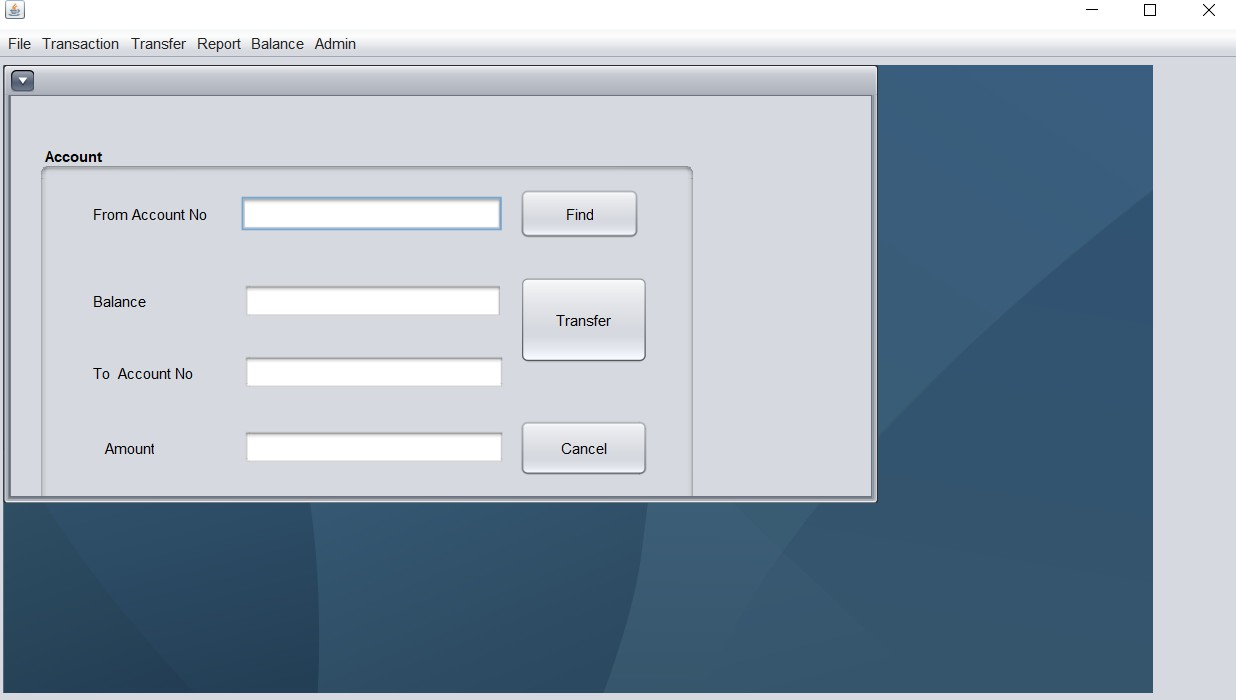 File Transaction Transfer Report Balance Admin
Account
From Account No
Find
Balance
Transfer
To Account No
Amount
Cancel